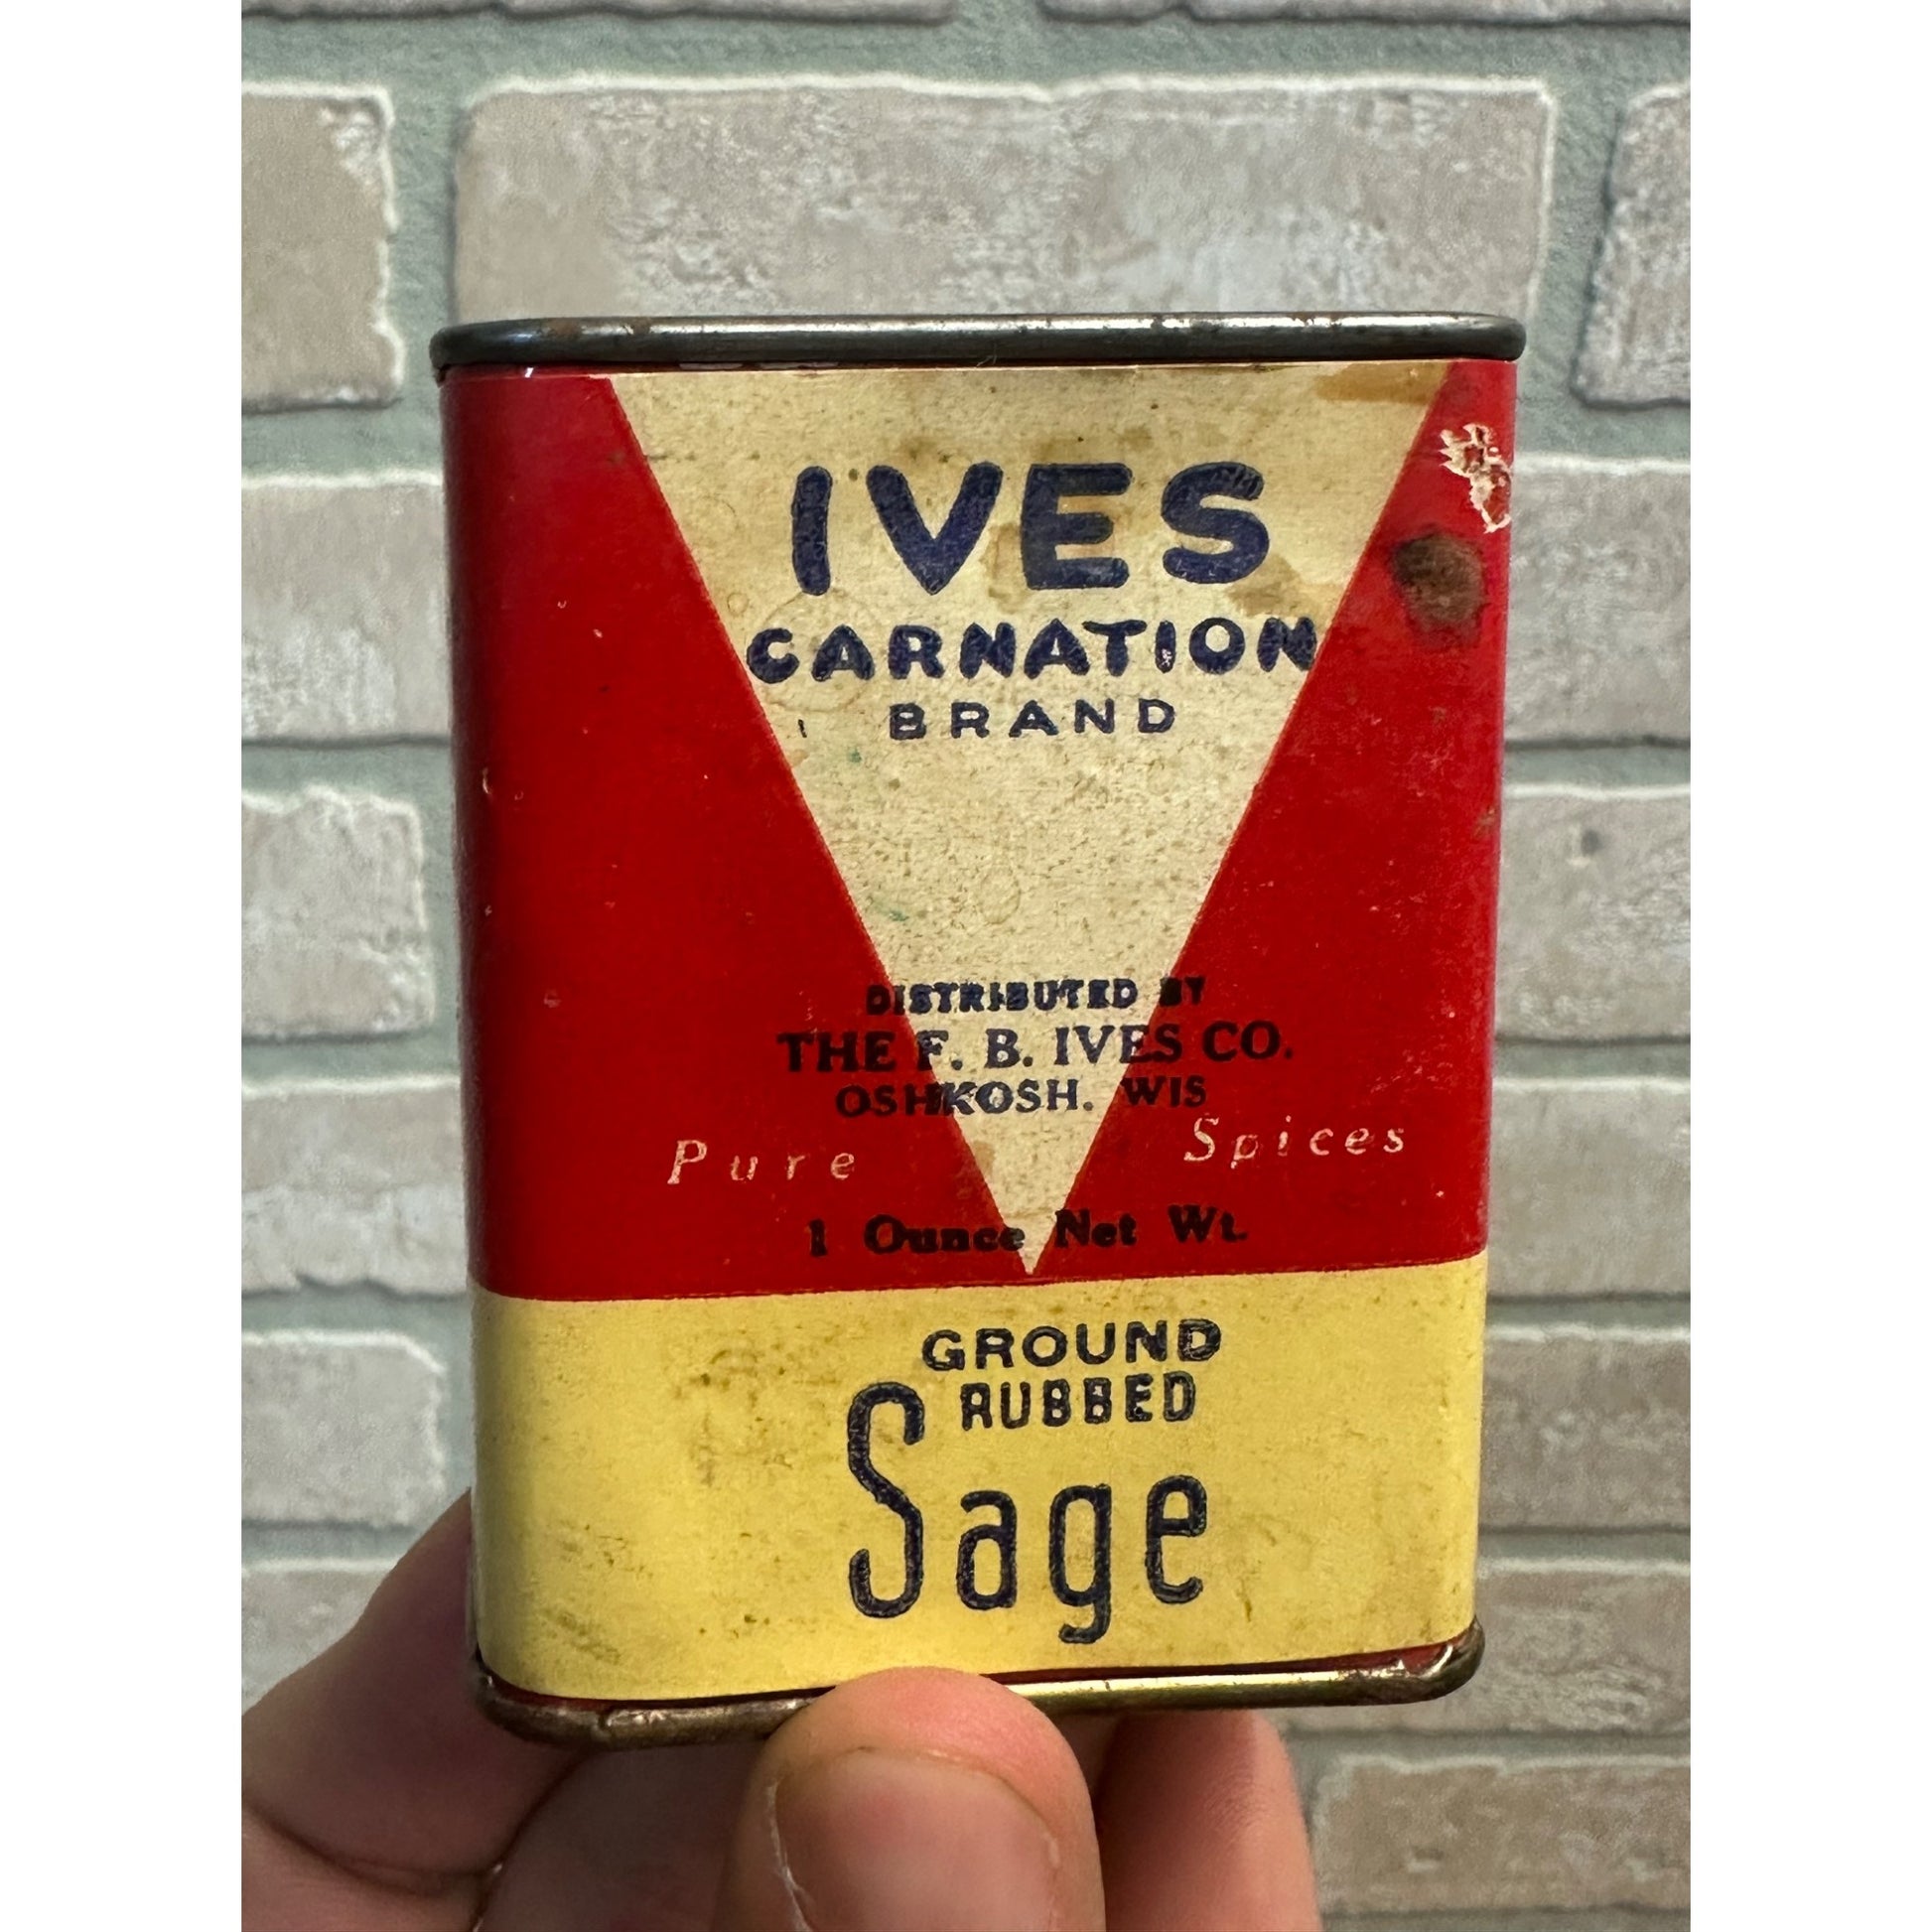 IVES
CARNATION
BRAND
DISTRIBUTED BY
THE F. B. IVES CO.
OSHKOSH. WIS
Pure Spices
1 Ounce Net Wt.
GROUND
RUBBED
Sage